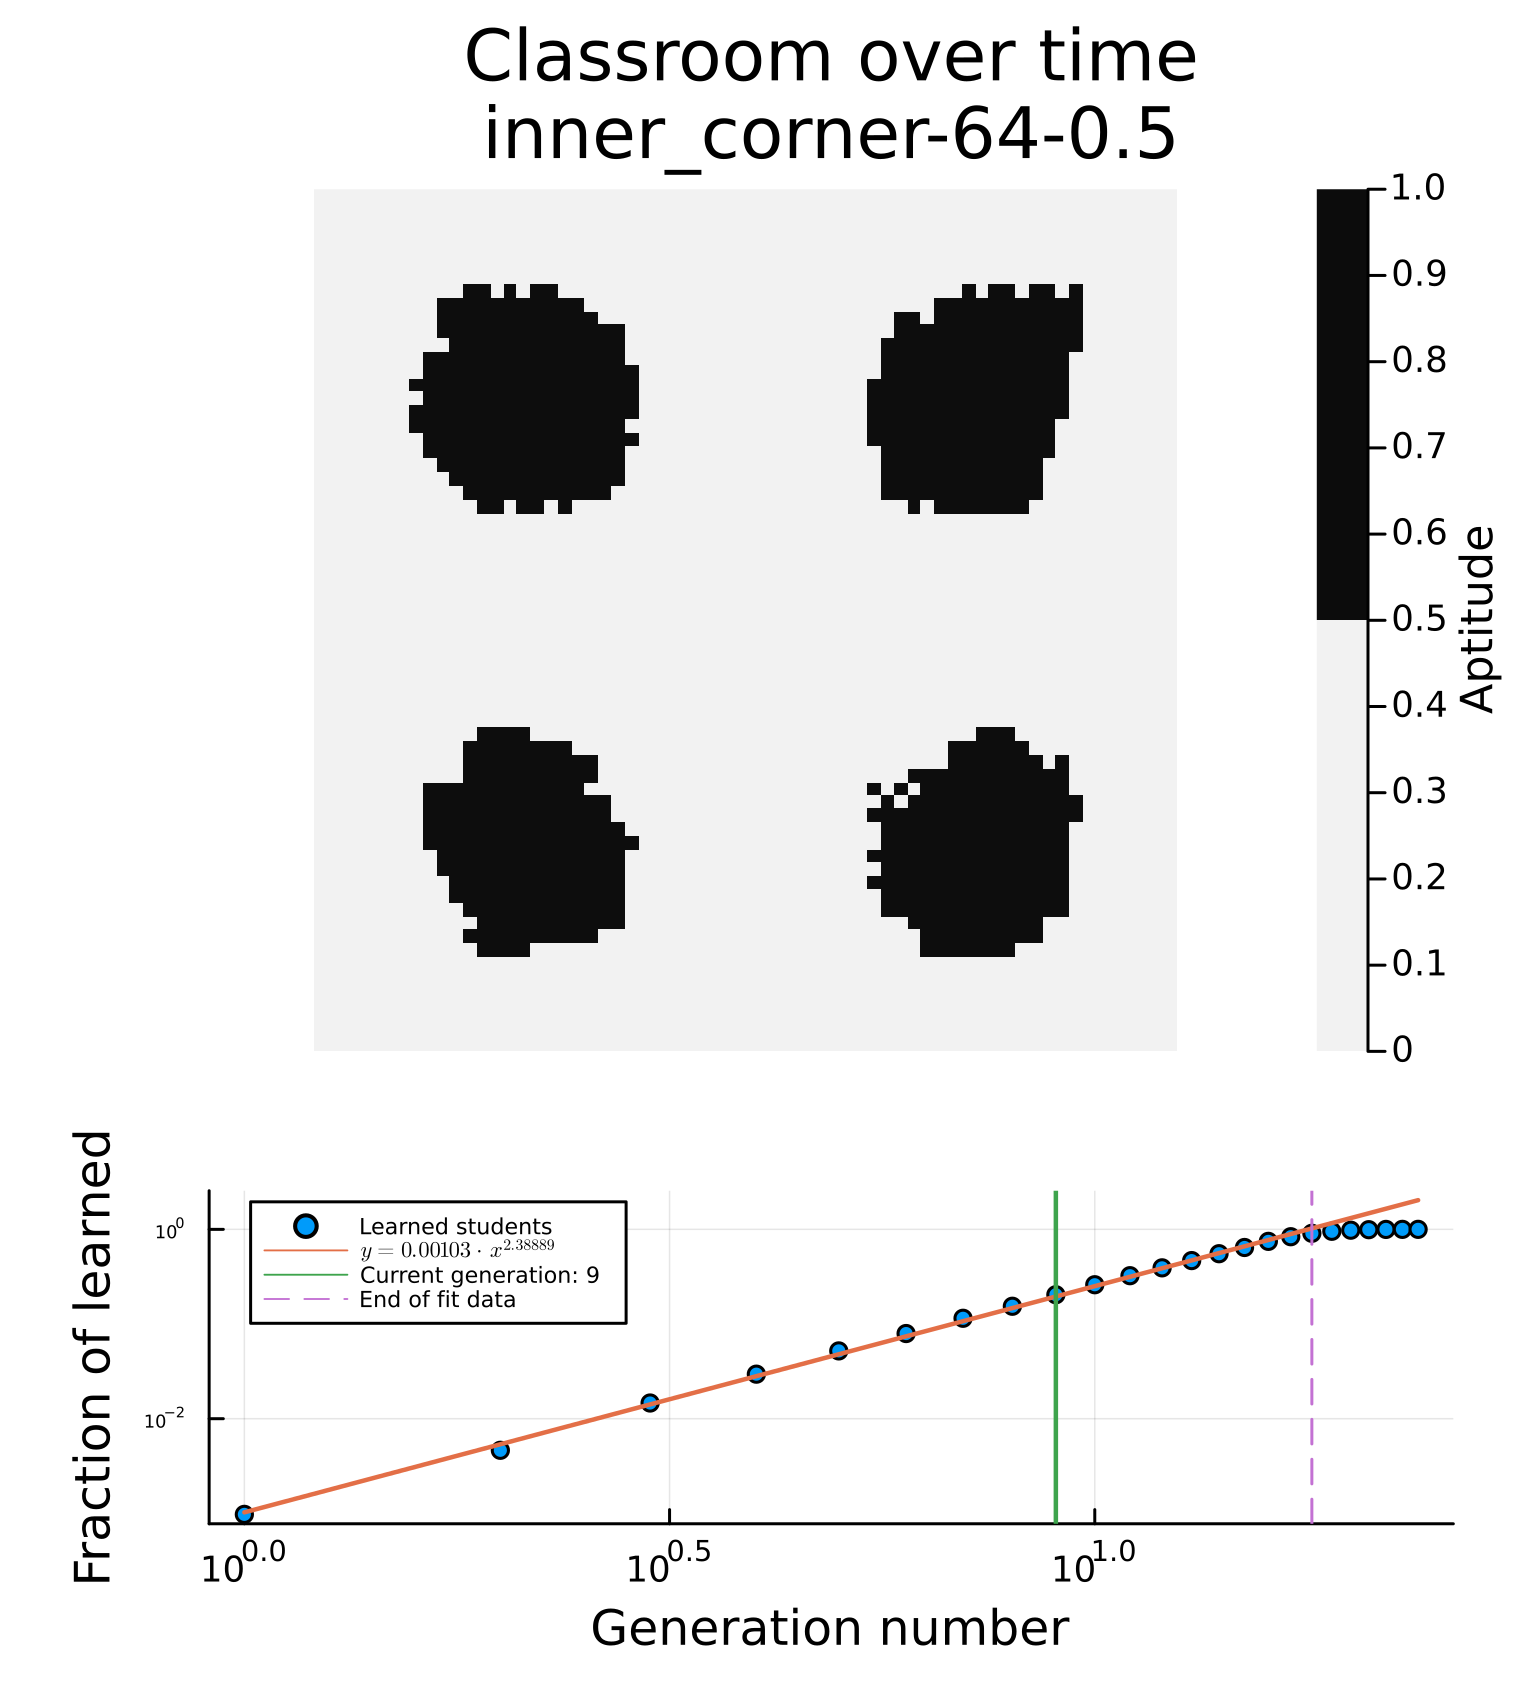 Classroom over time
inner_corner-64-0.5
1.0
0.9
0.8
0.7
0.6
0.5
0.4
0.3
0.2
0.1
0
Aptitude
Fraction of learned
10⁰
10⁻²
Learned students
y = 0.00103 · x^2.38889
Current generation: 9
End of fit data
10^0.0
10^0.5
10^1.0
Generation number